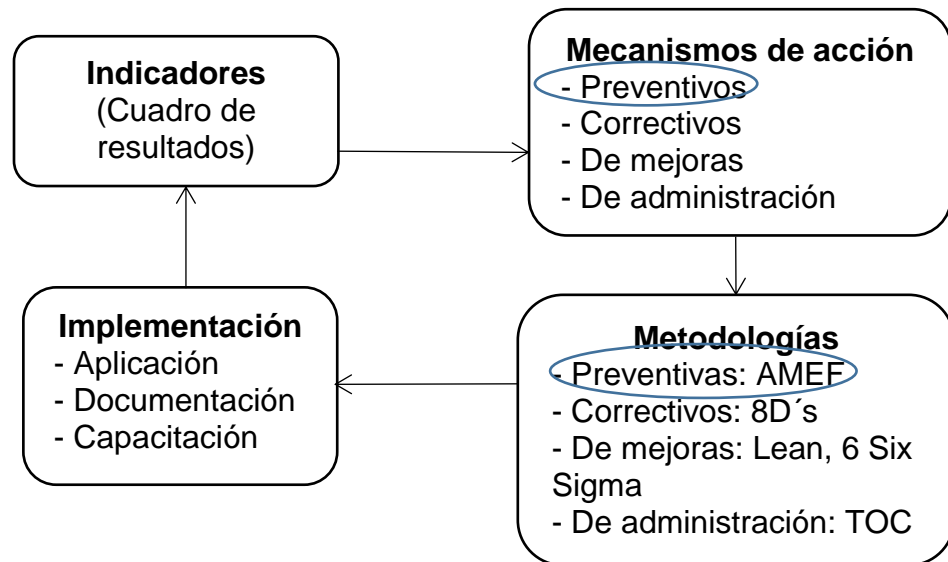 Indicadores
(Cuadro de
resultados)
Mecanismos de acción
- Preventivos
- Correctivos
- De mejoras
- De administración
Implementación
- Aplicación
- Documentación
- Capacitación
Metodologías
- Preventivas: AMEF
- Correctivos: 8D´s
- De mejoras: Lean, 6 Six
Sigma
- De administración: TOC